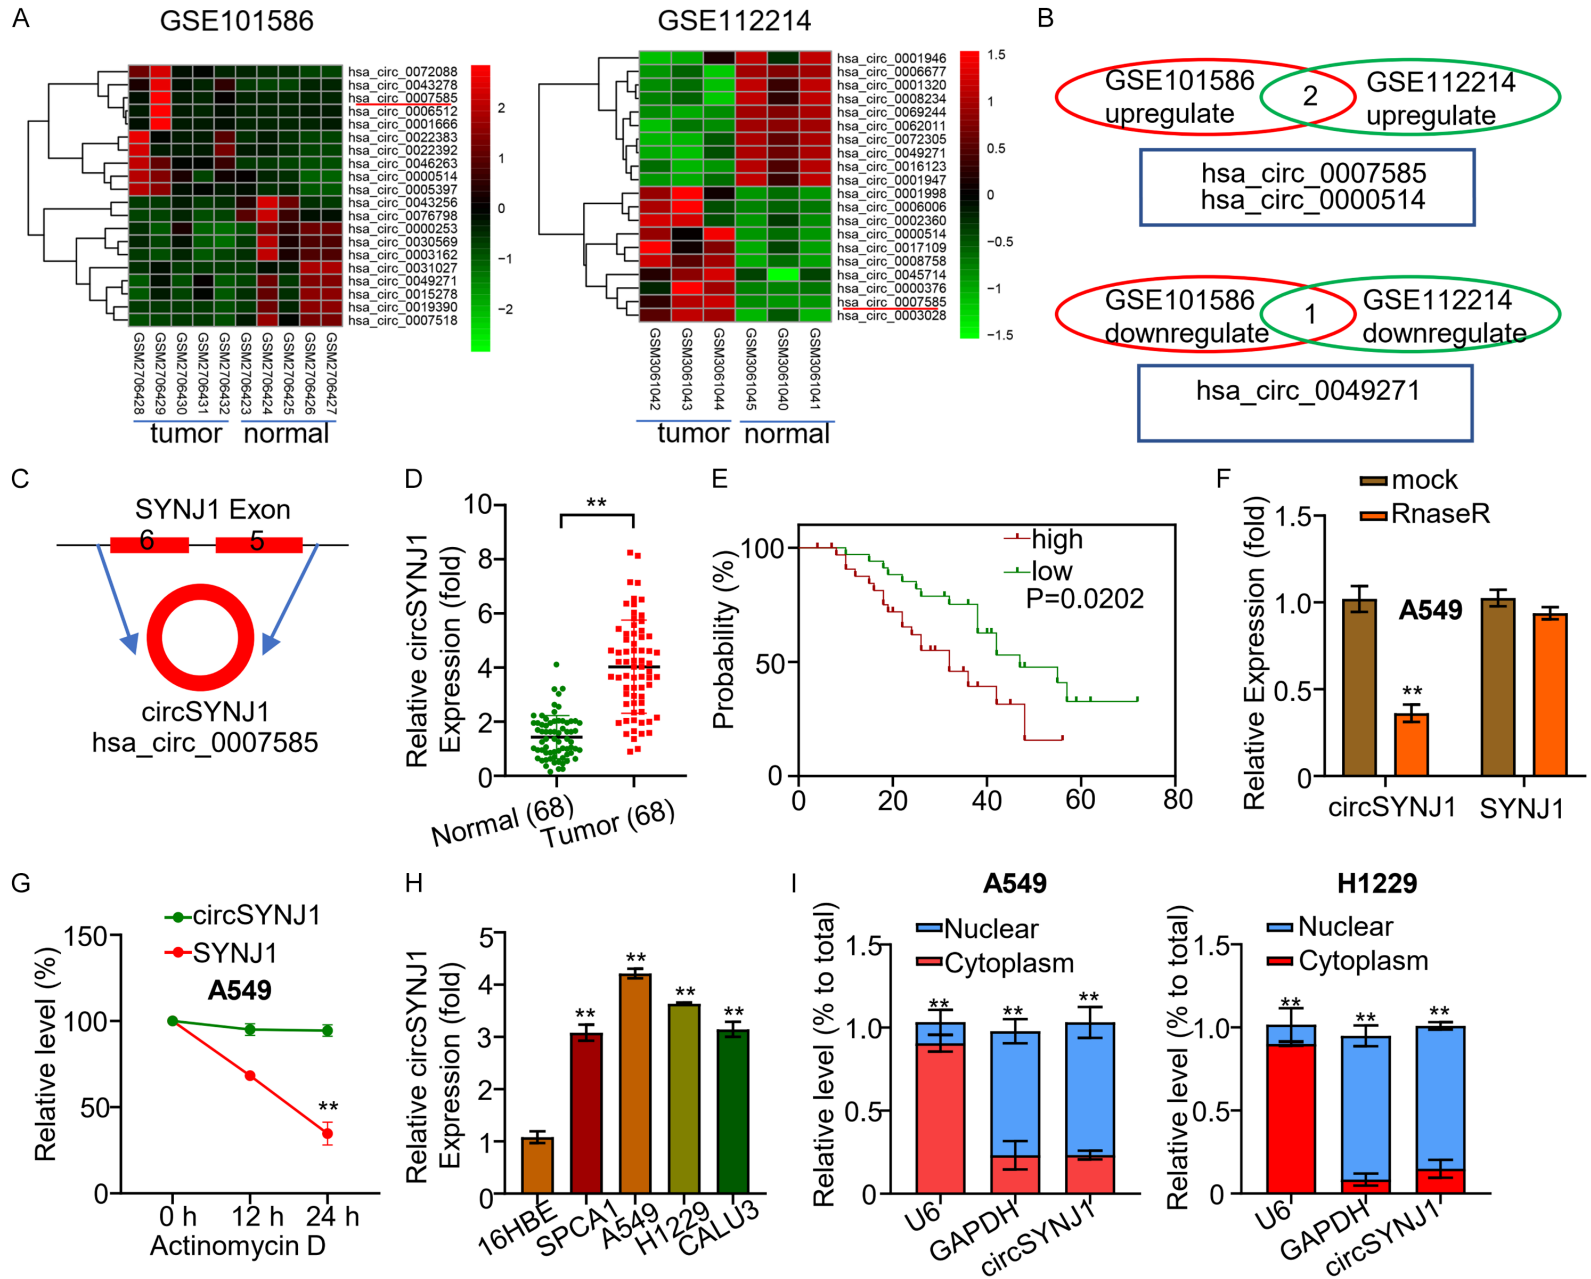 A
GSE101586
hsa_circ_0072088
hsa_circ_0043278
hsa_circ_0007585
hsa_circ_0006512
hsa_circ_0001666
hsa_circ_0022383
hsa_circ_0022392
hsa_circ_0046263
hsa_circ_0000514
hsa_circ_0005397
hsa_circ_0043256
hsa_circ_0076798
hsa_circ_0000253
hsa_circ_0030569
hsa_circ_0003162
hsa_circ_0031027
hsa_circ_0049271
hsa_circ_0015278
hsa_circ_0019390
hsa_circ_0007518
2
1
0
−1
−2
GSM2706428
GSM2706429
GSM2706430
GSM2706431
GSM2706432
GSM2706423
GSM2706424
GSM2706425
GSM2706426
GSM2706427
tumor
normal
GSE112214
hsa_circ_0001946
hsa_circ_0006677
hsa_circ_0001320
hsa_circ_0008234
hsa_circ_0069244
hsa_circ_0062011
hsa_circ_0072305
hsa_circ_0049271
hsa_circ_0016123
hsa_circ_0001947
hsa_circ_0001998
hsa_circ_0006006
hsa_circ_0002360
hsa_circ_0000514
hsa_circ_0017109
hsa_circ_0008758
hsa_circ_0045714
hsa_circ_0000376
hsa_circ_0007585
hsa_circ_0003028
1.5
1
0.5
0
−0.5
−1
−1.5
GSM3061042
GSM3061043
GSM3061044
GSM3061045
GSM3061040
GSM3061041
tumor
normal
B
GSE101586
upregulate
2
GSE112214
upregulate
hsa_circ_0007585
hsa_circ_0000514
GSE101586
downregulate
1
GSE112214
downregulate
hsa_circ_0049271
C
SYNJ1 Exon
6
5
circSYNJ1
hsa_circ_0007585
D
Relative circSYNJ1
Expression (fold)
10
8
6
4
2
0
**
Normal (68)
Tumor (68)
E
Probability (%)
100
50
0
0
20
40
60
80
high
low
P=0.0202
F
mock
RnaseR
Relative Expression (fold)
1.5
1.0
0.5
0
A549
**
circSYNJ1
SYNJ1
G
circSYNJ1
SYNJ1
A549
Relative level (%)
150
100
50
0
**
0 h
12 h
24 h
Actinomycin D
H
Relative circSYNJ1
Expression (fold)
5
4
3
2
1
0
**
**
**
**
16HBE
SPCA1
A549
H1229
CALU3
I
A549
Nuclear
Cytoplasm
Relative level (% to total)
1.5
1.0
0.5
0
**
**
**
U6
GAPDH
circSYNJ1
H1229
Nuclear
Cytoplasm
Relative level (% to total)
1.5
1.0
0.5
0
**
**
**
U6
GAPDH
circSYNJ1